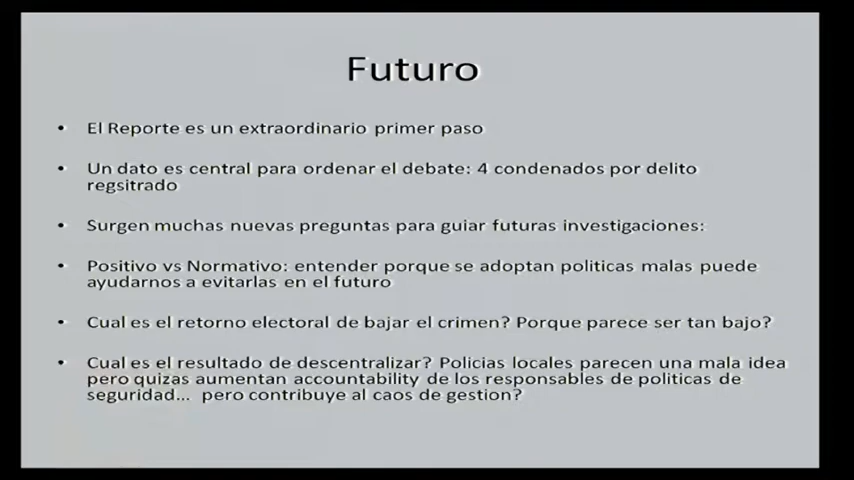 Futuro
• El Reporte es un extraordinario primer paso
• Un dato es central para ordenar el debate: 4 condenados por delito
regsitrado
• Surgen muchas nuevas preguntas para guiar futuras investigaciones:
• Positivo vs Normativo: entender porque se adoptan politicas malas puede
ayudarnos a evitarlas en el futuro
• Cual es el retorno electoral de bajar el crimen? Porque parece ser tan bajo?
• Cual es el resultado de descentralizar? Policias locales parecen una mala idea
pero quizas aumentan accountability de los responsables de politicas de
seguridad... pero contribuye al caos de gestion?